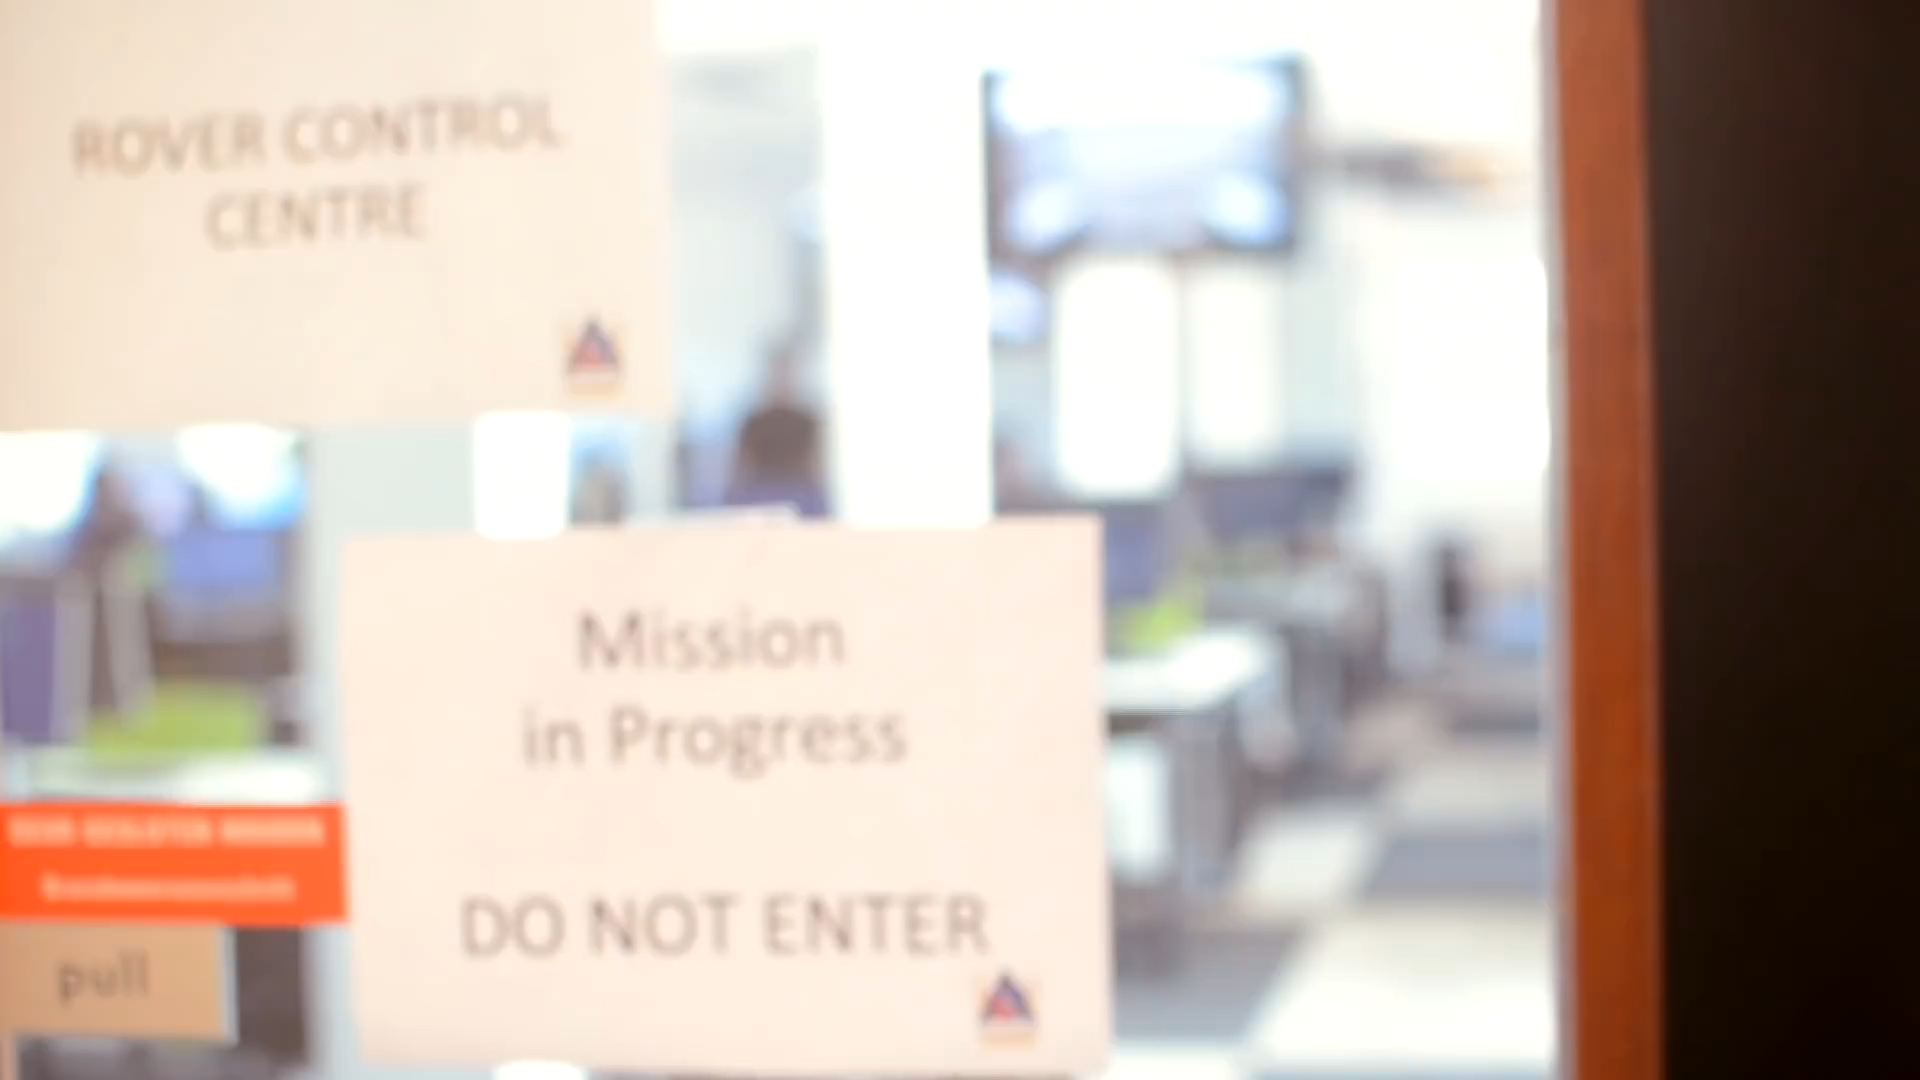 ROVER CONTROL
CENTRE
Mission
in Progress
DO NOT ENTER
pull